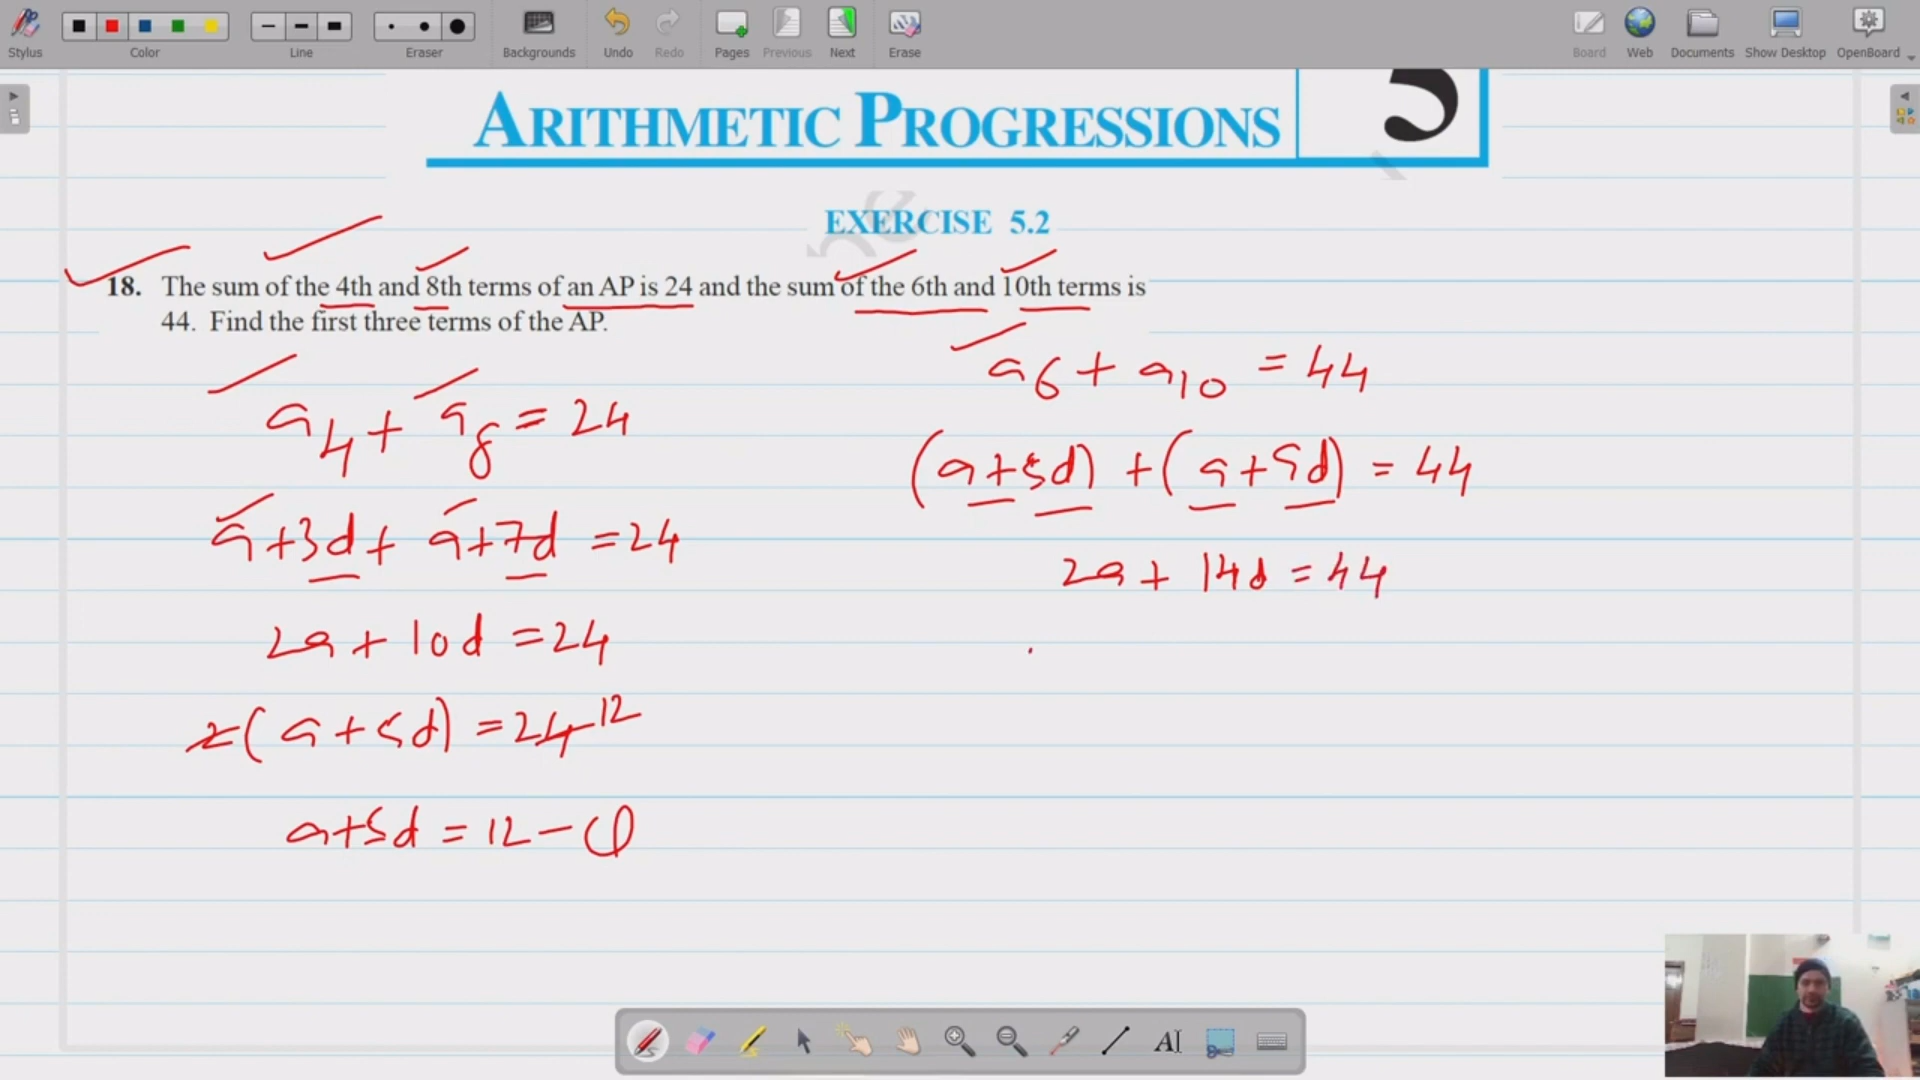 Stylus Color Line Eraser Backgrounds Undo Redo Pages Previous Next Erase Board Web Documents Show Desktop OpenBoard
ARITHMETIC PROGRESSIONS 5
EXERCISE 5.2
18. The sum of the 4th and 8th terms of an AP is 24 and the sum of the 6th and 10th terms is
44. Find the first three terms of the AP.
a4 + a8 = 24
a+3d + a+7d = 24
2a + 10d = 24
2(a+5d) = 24 12
a+5d = 12 – (1)
a6 + a10 = 44
(a+5d) + (a+9d) = 44
2a + 14d = 44